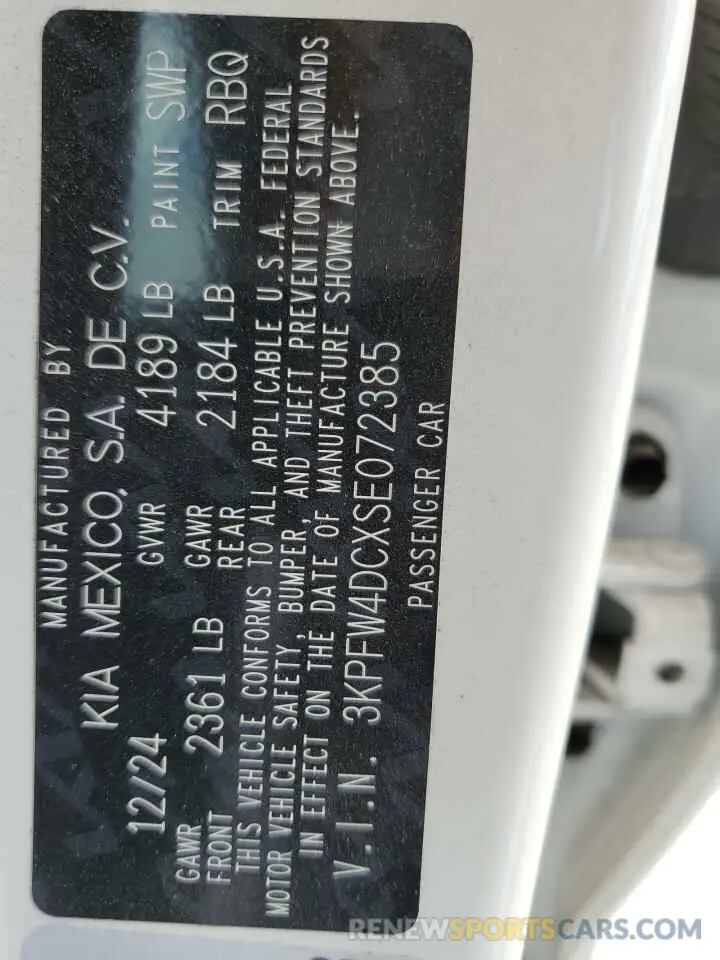 MANUFACTURED BY
KIA MEXICO, S.A. DE C.V.
12/24 GVWR 4189 LB PAINT SWP
GAWR FRONT 2361 LB GAWR REAR 2184 LB TRIM RBQ
THIS VEHICLE CONFORMS TO ALL APPLICABLE U.S.A. FEDERAL
MOTOR VEHICLE SAFETY, BUMPER, AND THEFT PREVENTION STANDARDS
IN EFFECT ON THE DATE OF MANUFACTURE SHOWN ABOVE.
V.I.N. 3KPFW4DCXSE072385
PASSENGER CAR
RENEWSPORTSCARS.COM